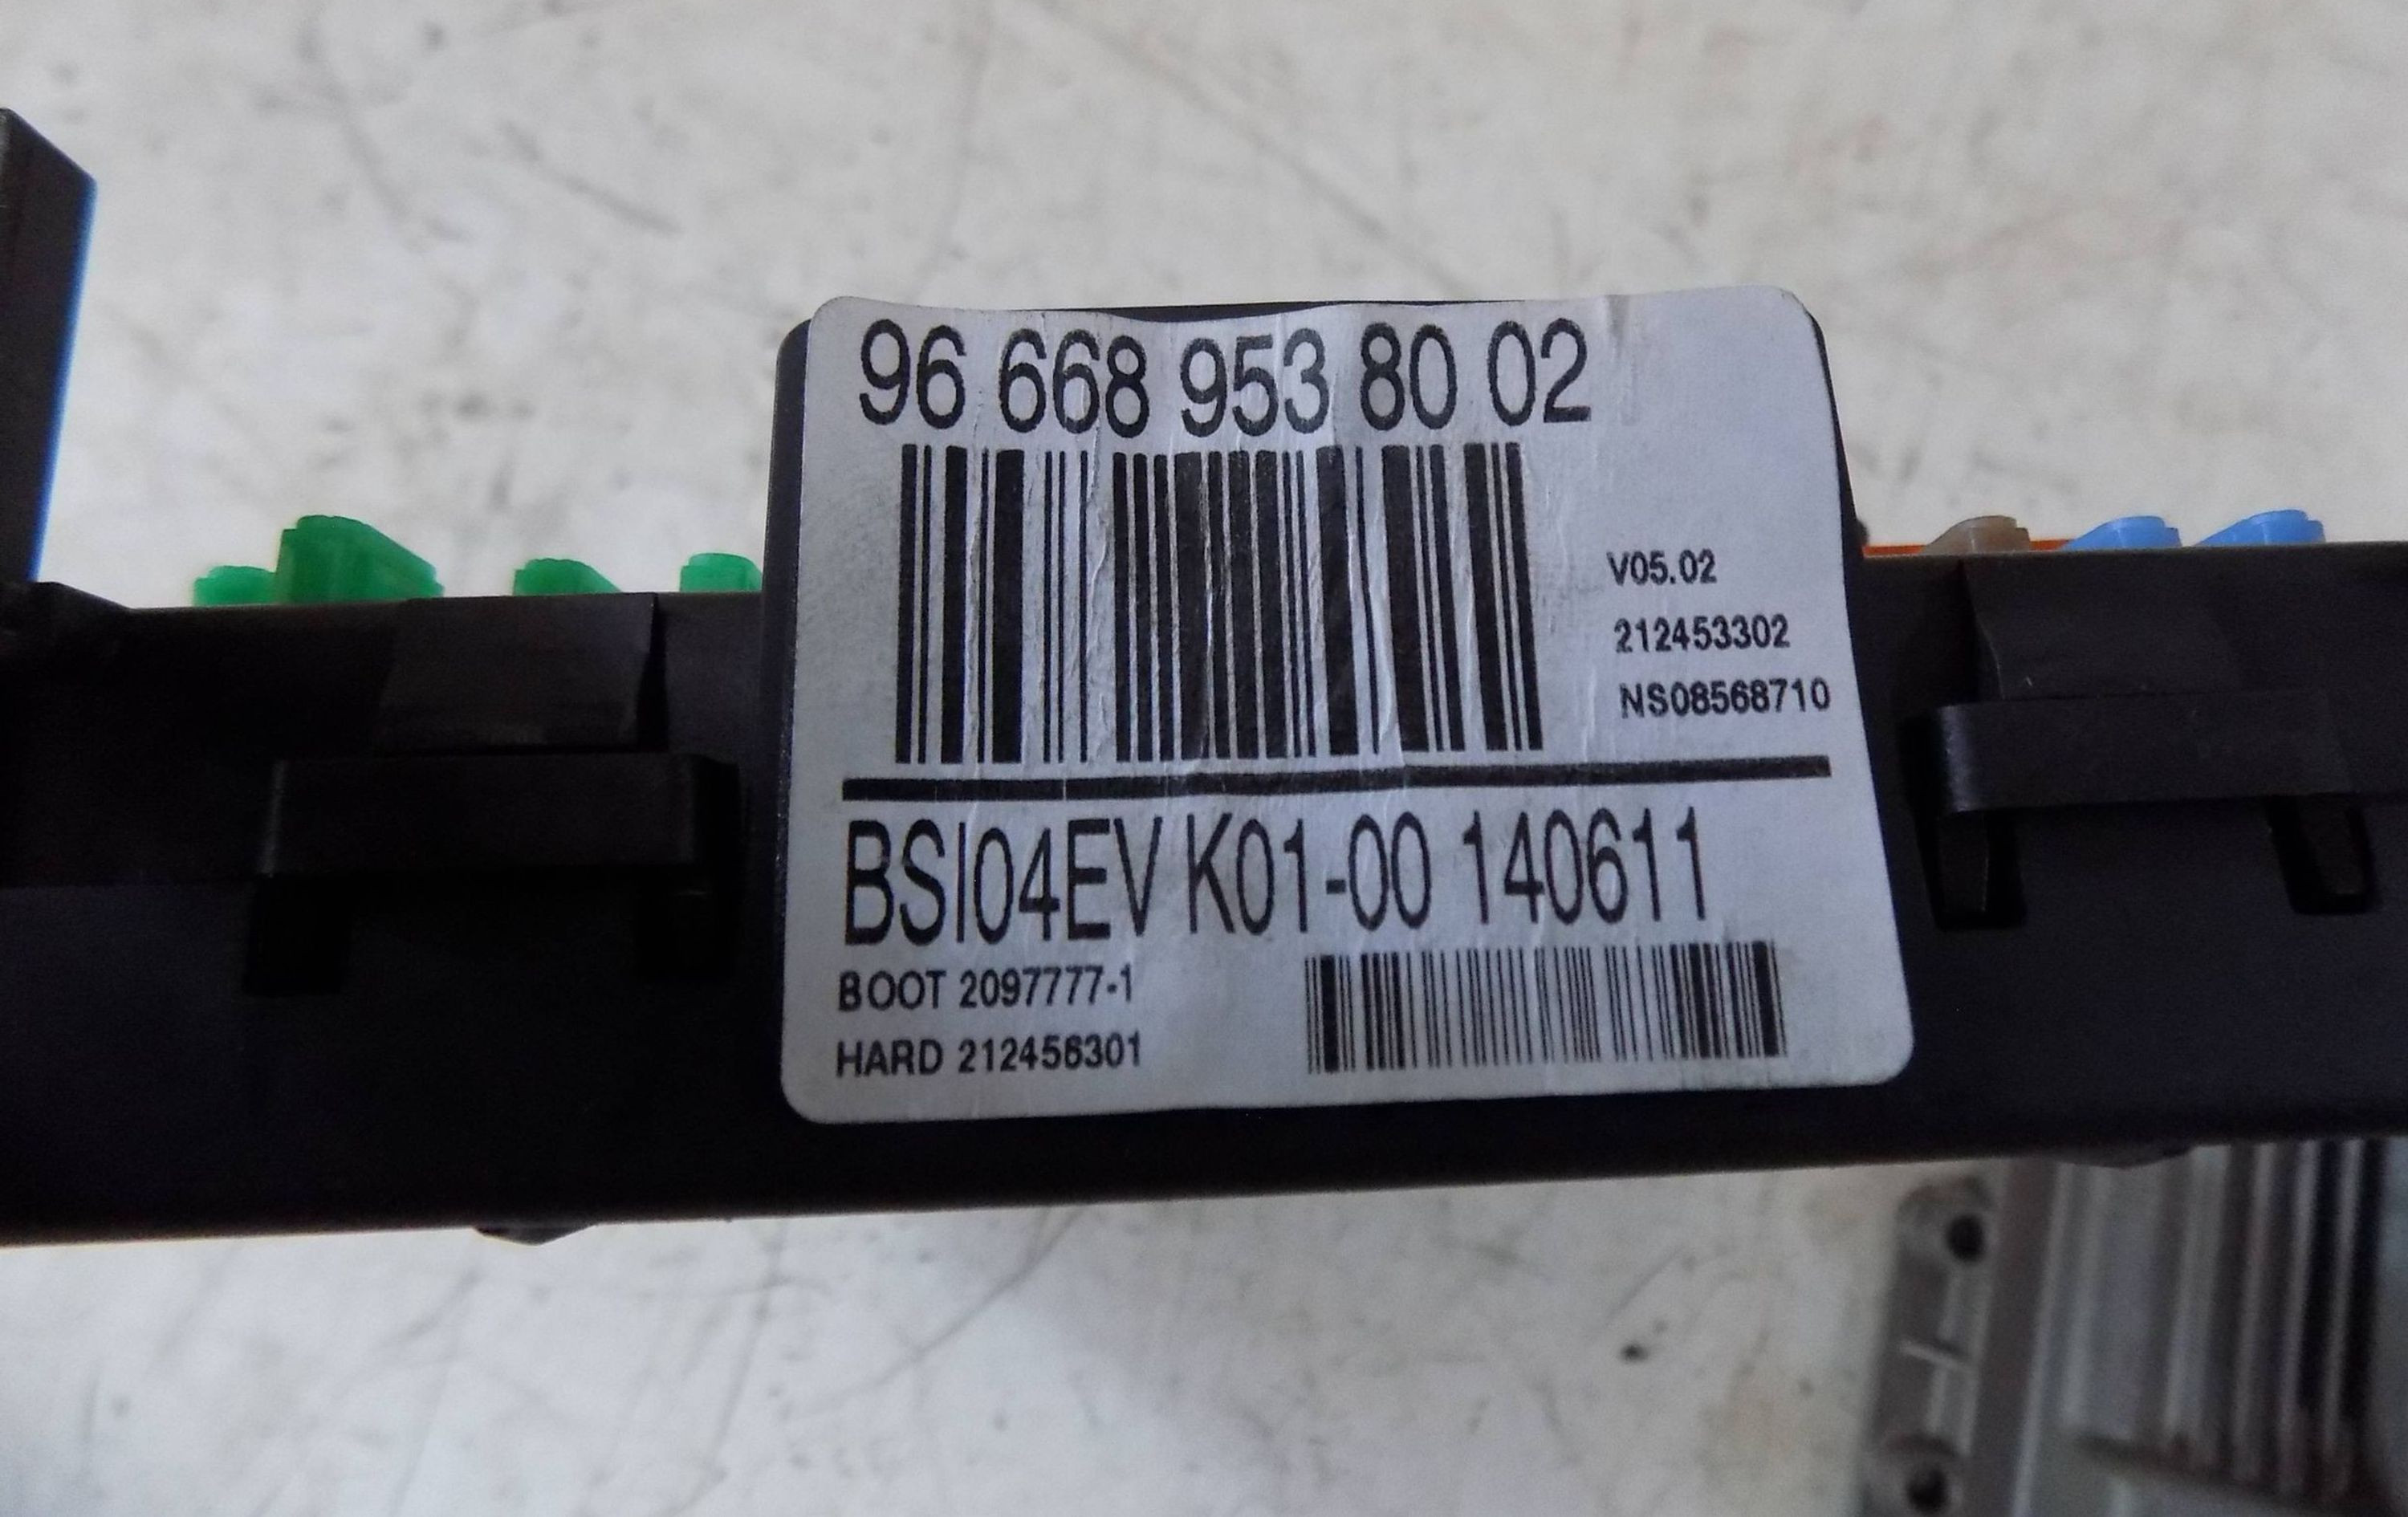 96 668 953 80 02
V05.02
212453302
NS08568710
BSI04EV K01-00 140611
BOOT 2097777-1
HARD 212456301